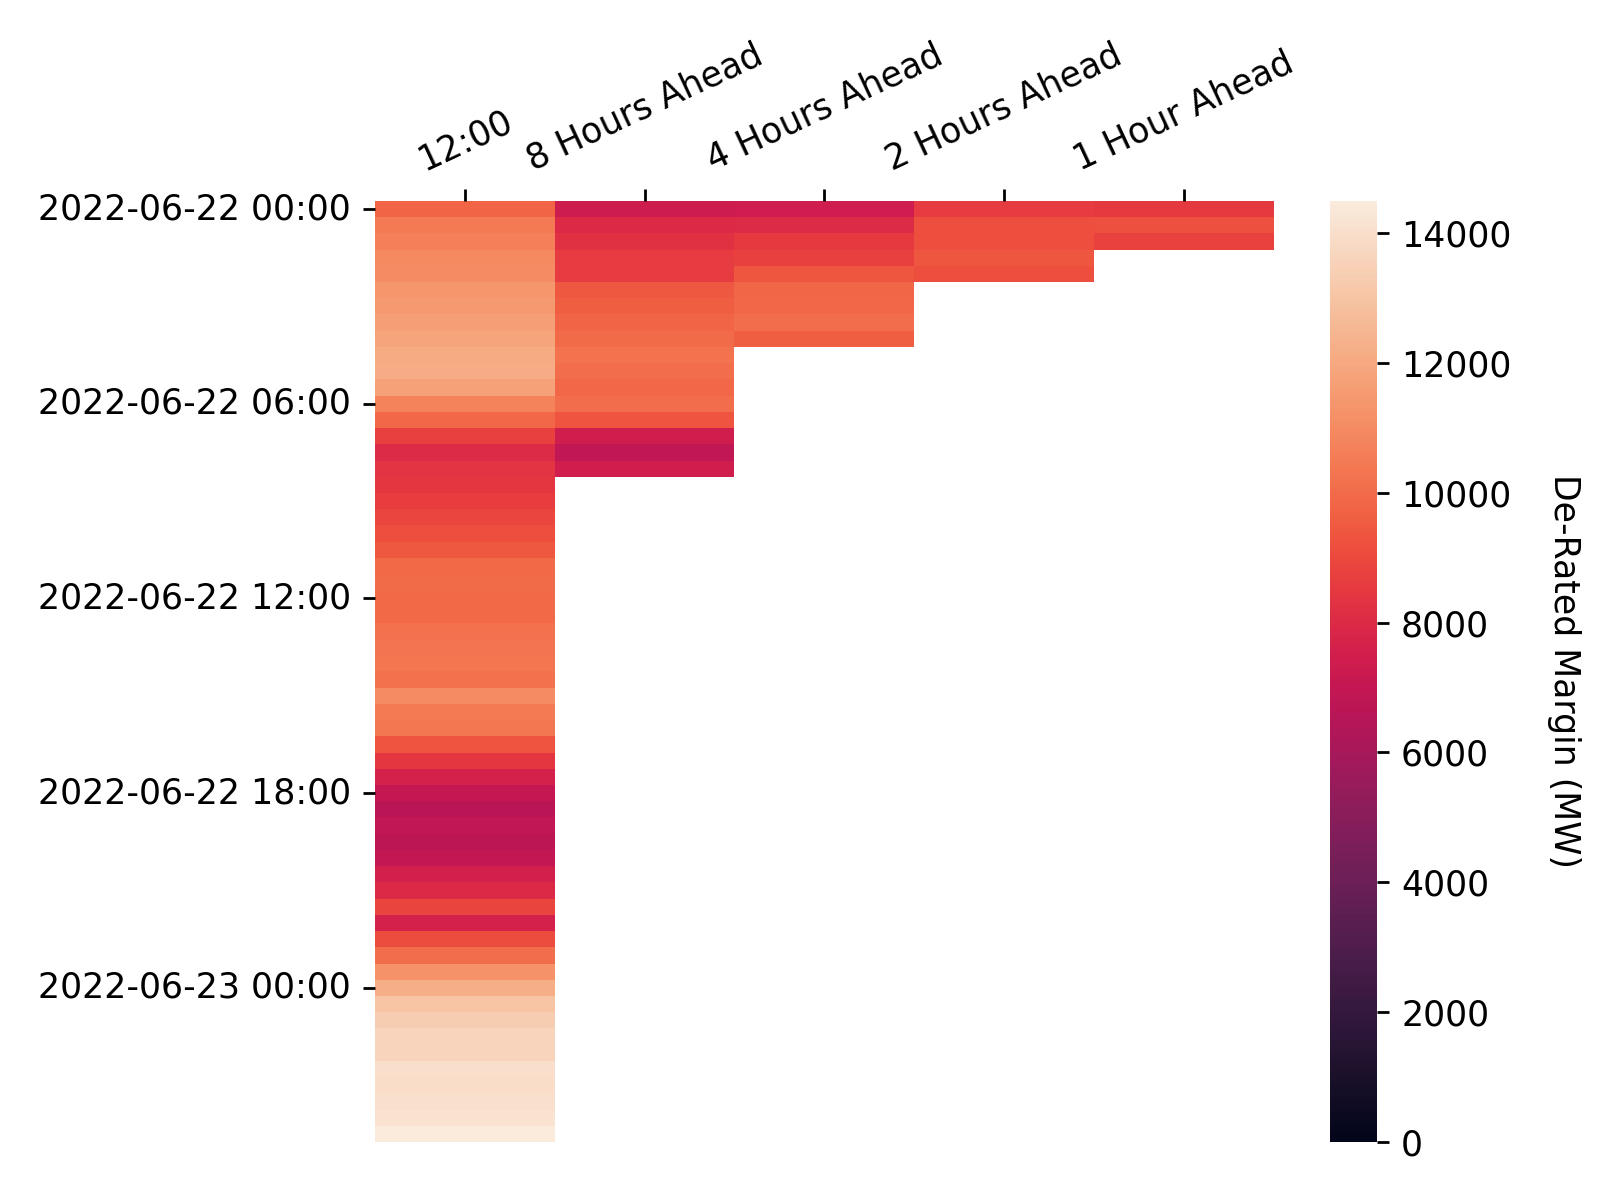 12:00
8 Hours Ahead
4 Hours Ahead
2 Hours Ahead
1 Hour Ahead
2022-06-22 00:00
2022-06-22 06:00
2022-06-22 12:00
2022-06-22 18:00
2022-06-23 00:00
14000
12000
10000
8000
6000
4000
2000
0
De-Rated Margin (MW)